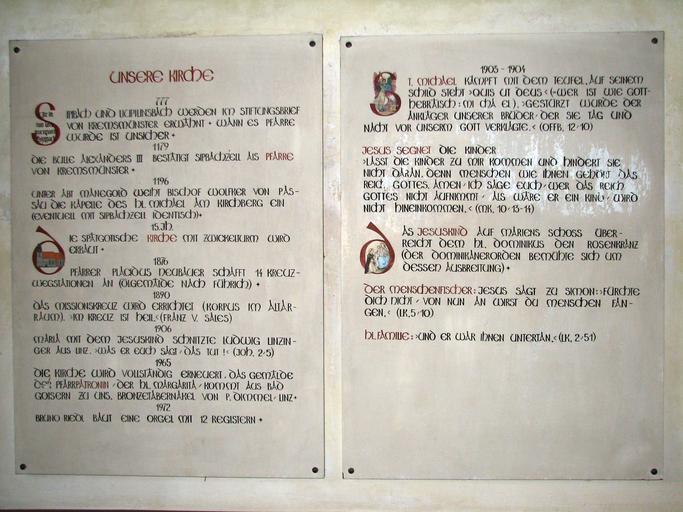 UNSERE KIRCHE
777
SIPBACH UND LICIPLINSBACH WERDEN IM STIFTUNGSBRIEF
VON KREMSMÜNSTER ERWÄHNT • WANN ES PFARRE
WURDE IST UNSICHER •
1179
DIE BULLE ALEXANDERS III BESTÄTIGT SIPBACHZELL ALS PFARRE
VON KREMSMÜNSTER •
1196
UNTER ABT MANEGOLD WEIHT BISCHOF WOLFKER VON PAS-
SAU DIE KAPELLE DES HL. MICHAEL AM KIRCHBERG EIN
(EVENTUELL MIT SIPBACHZELL IDENTISCH)•
15.JH.
DIE SPÄTGOTISCHE KIRCHE MIT ZWICKELTURM WIRD
ERBAUT •
1876
PFARRER PLACIDUS NEUBAUER SCHAFFT 14 KREUZ-
WEGSTATIONEN AN (ÖLGEMÄLDE NACH FÜHRICH) •
1890
DAS MISSIONSKREUZ WIRD ERRICHTET (KORPUS IM ALTAR-
RAUM). ›IM KREUZ IST HEIL‹ (FRANZ V. SALES)
1906
MARIA MIT DEM JESUSKIND SCHNITZTE LUDWIG LINZIN-
GER AUS LINZ. ›WAS ER EUCH SAGT, DAS TUT !‹ (JOH. 2,5)
1965
DIE KIRCHE WIRD VOLLSTÄNDIG ERNEUERT. DAS GEMÄLDE
DER PFARRPATRONIN, DER HL. MARGARITA, KOMMT AUS BAD
GOISERN ZU UNS. BRONZETABERNAKEL VON P. DIMMEL, LINZ•
1972
BRUNO RIEDL BAUT EINE ORGEL MIT 12 REGISTERN •
1903 - 1904
ST. MICHAEL KÄMPFT MIT DEM TEUFEL. AUF SEINEM
SCHILD STEHT ›QUIS UT DEUS‹ (=WER IST WIE GOTT-
HEBRÄISCH: MI CHA EL). ›GESTÜRZT WURDE DER
ANKLÄGER UNSERER BRÜDER, DER SIE TAG UND
NACHT VOR UNSERM GOTT VERKLAGTE.‹ (OFFB. 12,10)
JESUS SEGNET DIE KINDER
›LASST DIE KINDER ZU MIR KOMMEN UND HINDERT SIE
NICHT DARAN. DENN MENSCHEN WIE IHNEN GEHÖRT DAS
REICH GOTTES. AMEN, ICH SAGE EUCH, WER DAS REICH
GOTTES NICHT AUFNIMMT, ALS WÄRE ER EIN KIND, WIRD
NICHT HINEINKOMMEN.‹ (MK. 10, 13-14)
DAS JESUSKIND AUF MARIENS SCHOSS ÜBER-
REICHT DEM HL. DOMINIKUS DEN ROSENKRANZ
(DER DOMINIKANERORDEN BEMÜHTE SICH UM
DESSEN AUSBREITUNG) •
DER MENSCHENFISCHER: JESUS SAGT ZU SIMON: ›FÜRCHTE
DICH NICHT, VON NUN AN WIRST DU MENSCHEN FAN-
GEN.‹ (LK. 5,10)
HL. FAMILIE: ›UND ER WAR IHNEN UNTERTAN.‹ (LK. 2,51)